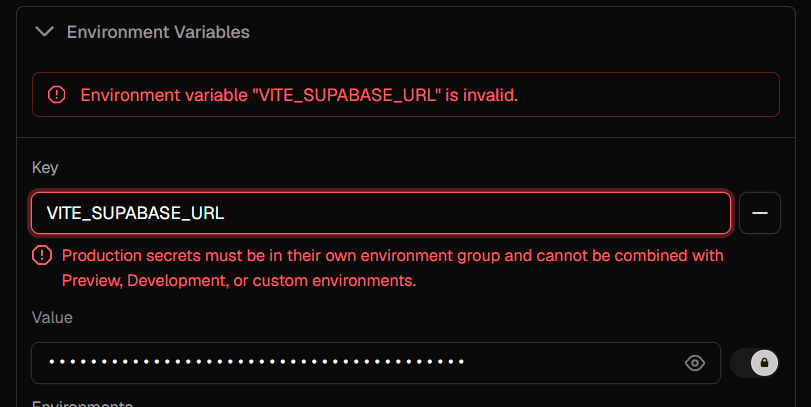 Environment Variables
Environment variable "VITE_SUPABASE_URL" is invalid.
Key
VITE_SUPABASE_URL
Production secrets must be in their own environment group and cannot be combined with
Preview, Development, or custom environments.
Value
••••••••••••••••••••••••••••••••••••••••
Environments